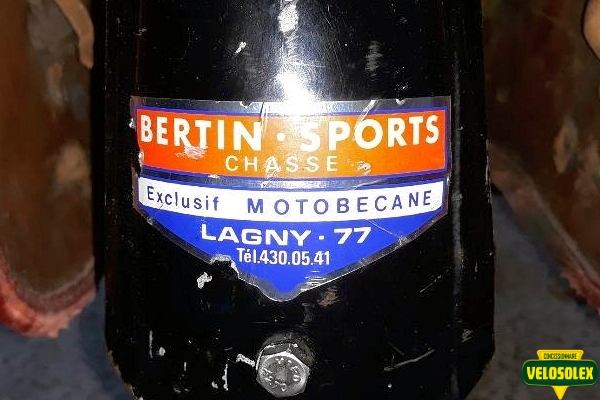 BERTIN · SPORTS
CHASSE
Exclusif MOTOBECANE
LAGNY · 77
Tél.430.05.41
CONCESSIONNAIRE
VELOSOLEX